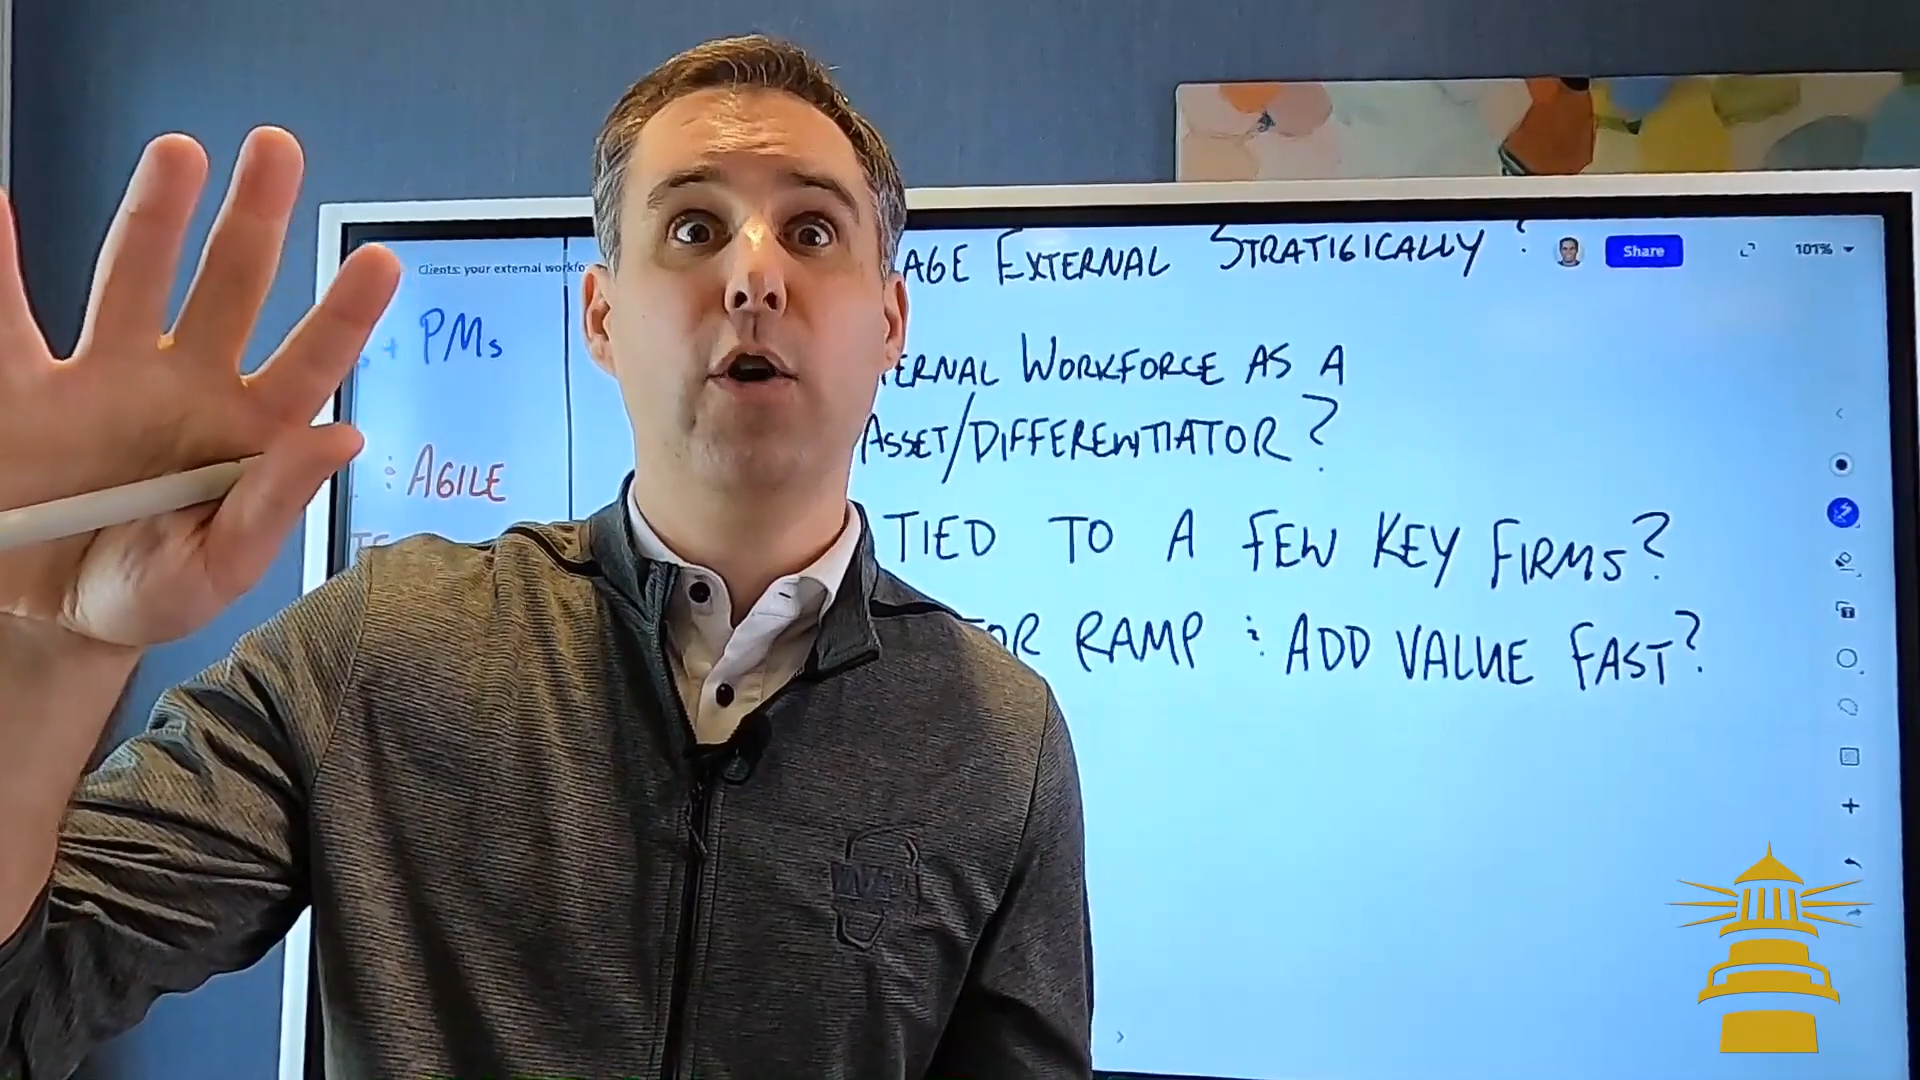 AGE EXTERNAL STRATIGICALLY ?
Share
101%
Clients: your external workfo
+ PMs
ERNAL WORKFORCE AS A
ASSET/DIFFERENTIATOR ?
: AGILE
TIED TO A FEW KEY FIRMS?
OR RAMP : ADD VALUE FAST?